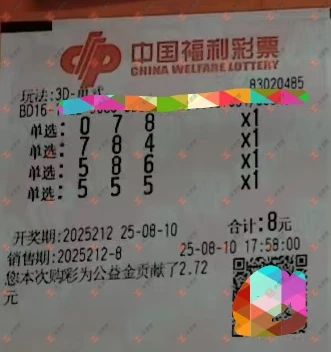 中国福利彩票
CHINA WELFARE LOTTERY
玩法:3D-单式
83020485
BD16-
单选: 0 7 8 x1
单选: 7 8 4 x1
单选: 5 8 6 x1
单选: 5 5 5 x1
开奖期:2025212 25-08-10 合计:8元
销售期:2025212-8 25-08-10 17:58:00
您本次购彩为公益金贡献了2.72
元